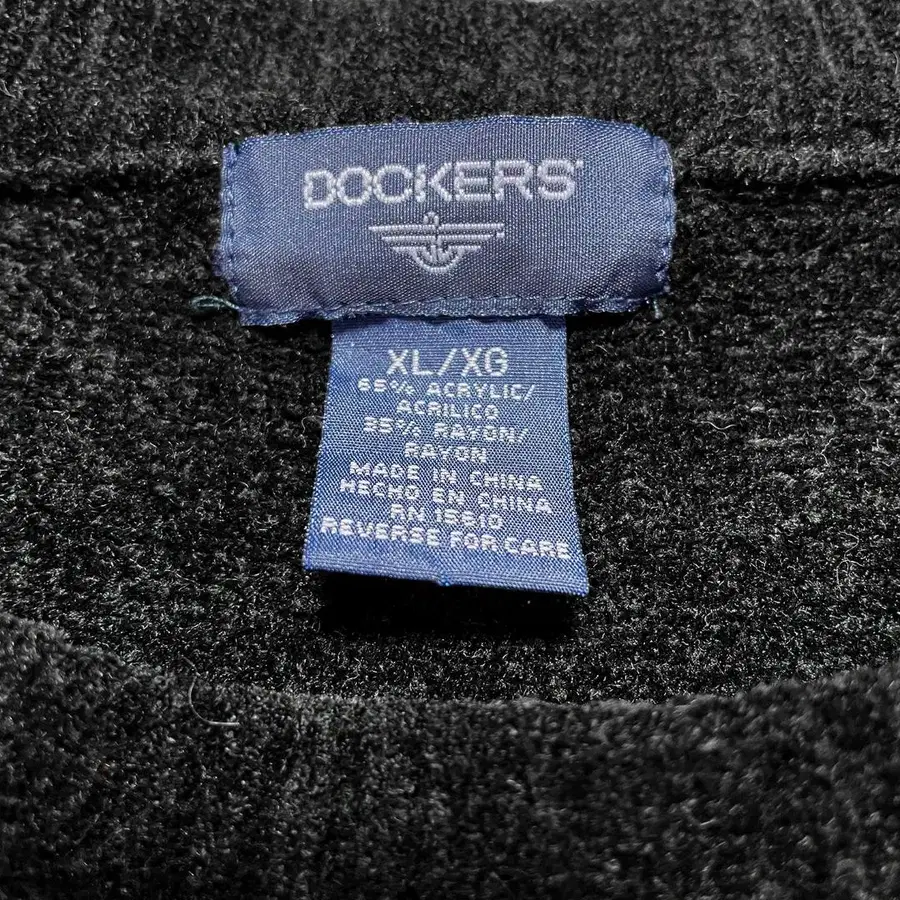 DOCKERS
XL/XG
65% ACRYLIC/
ACRILICO
35% RAYON/
RAYON
MADE IN CHINA
HECHO EN CHINA
RN 15610
REVERSE FOR CARE